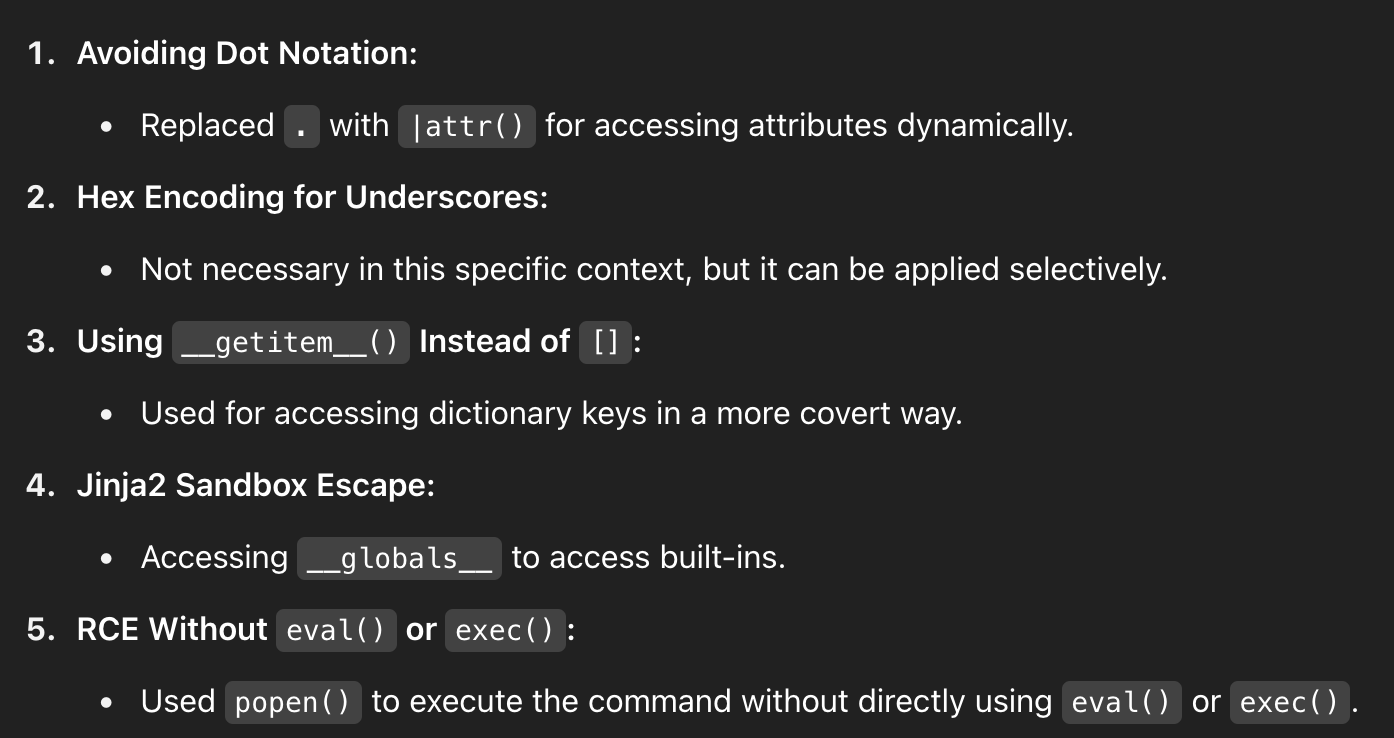 1. Avoiding Dot Notation:
• Replaced . with |attr() for accessing attributes dynamically.
2. Hex Encoding for Underscores:
• Not necessary in this specific context, but it can be applied selectively.
3. Using __getitem__() Instead of []:
• Used for accessing dictionary keys in a more covert way.
4. Jinja2 Sandbox Escape:
• Accessing __globals__ to access built-ins.
5. RCE Without eval() or exec():
• Used popen() to execute the command without directly using eval() or exec().